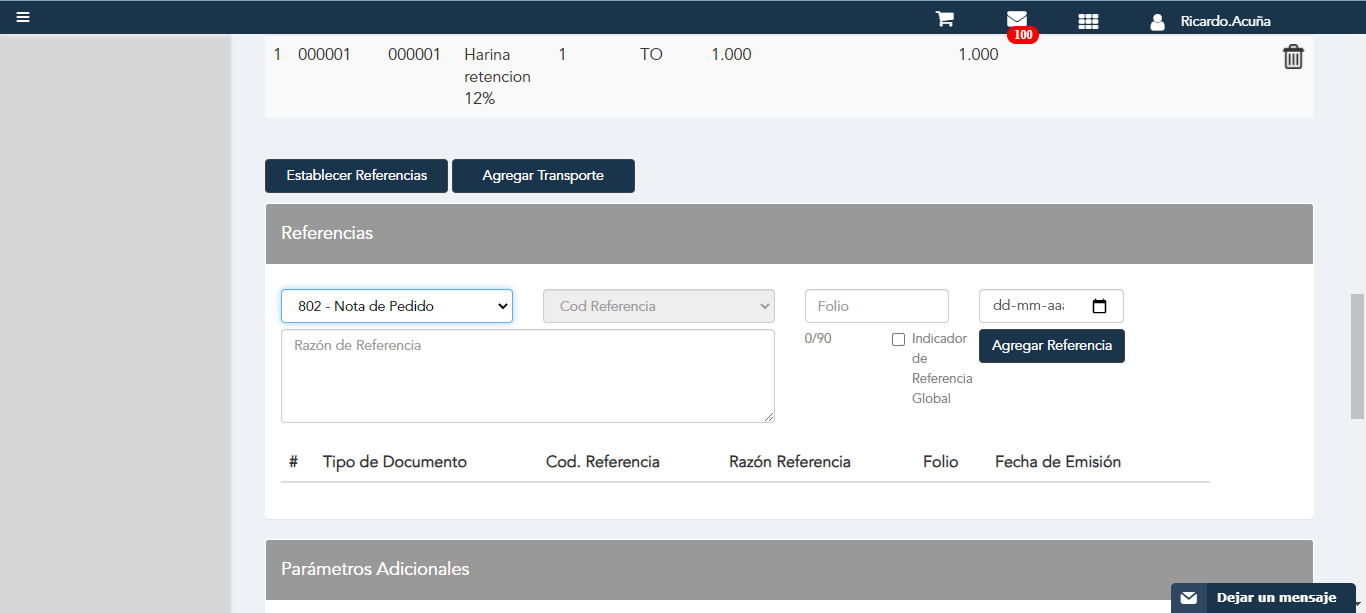 100
Ricardo.Acuña
1 000001 000001 Harina 1 TO 1.000 1.000
retencion
12%
Establecer Referencias Agregar Transporte
Referencias
802 - Nota de Pedido Cod Referencia Folio dd-mm-aaa
Razón de Referencia 0/90 Indicador Agregar Referencia
de
Referencia
Global
# Tipo de Documento Cod. Referencia Razón Referencia Folio Fecha de Emisión
Parámetros Adicionales
Dejar un mensaje